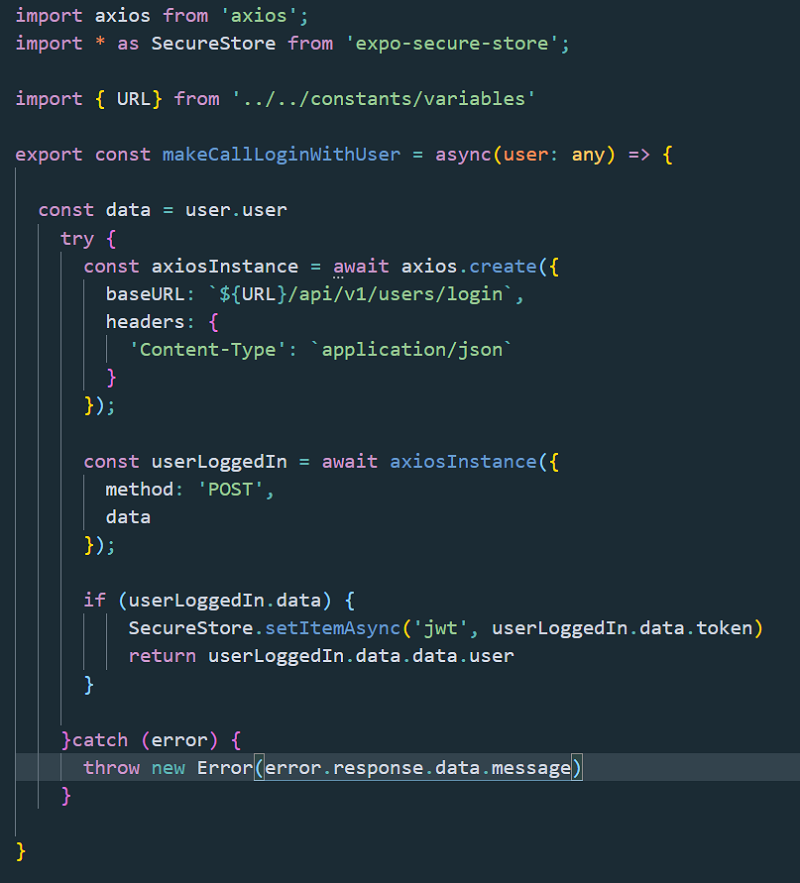 import axios from 'axios';
import * as SecureStore from 'expo-secure-store';
import { URL} from '../../constants/variables'
export const makeCallLoginWithUser = async(user: any) => {
const data = user.user
try {
const axiosInstance = await axios.create({
baseURL: `${URL}/api/v1/users/login`,
headers: {
'Content-Type': `application/json`
}
});
const userLoggedIn = await axiosInstance({
method: 'POST',
data
});
if (userLoggedIn.data) {
SecureStore.setItemAsync('jwt', userLoggedIn.data.token)
return userLoggedIn.data.data.user
}
}catch (error) {
throw new Error(error.response.data.message)
}
}